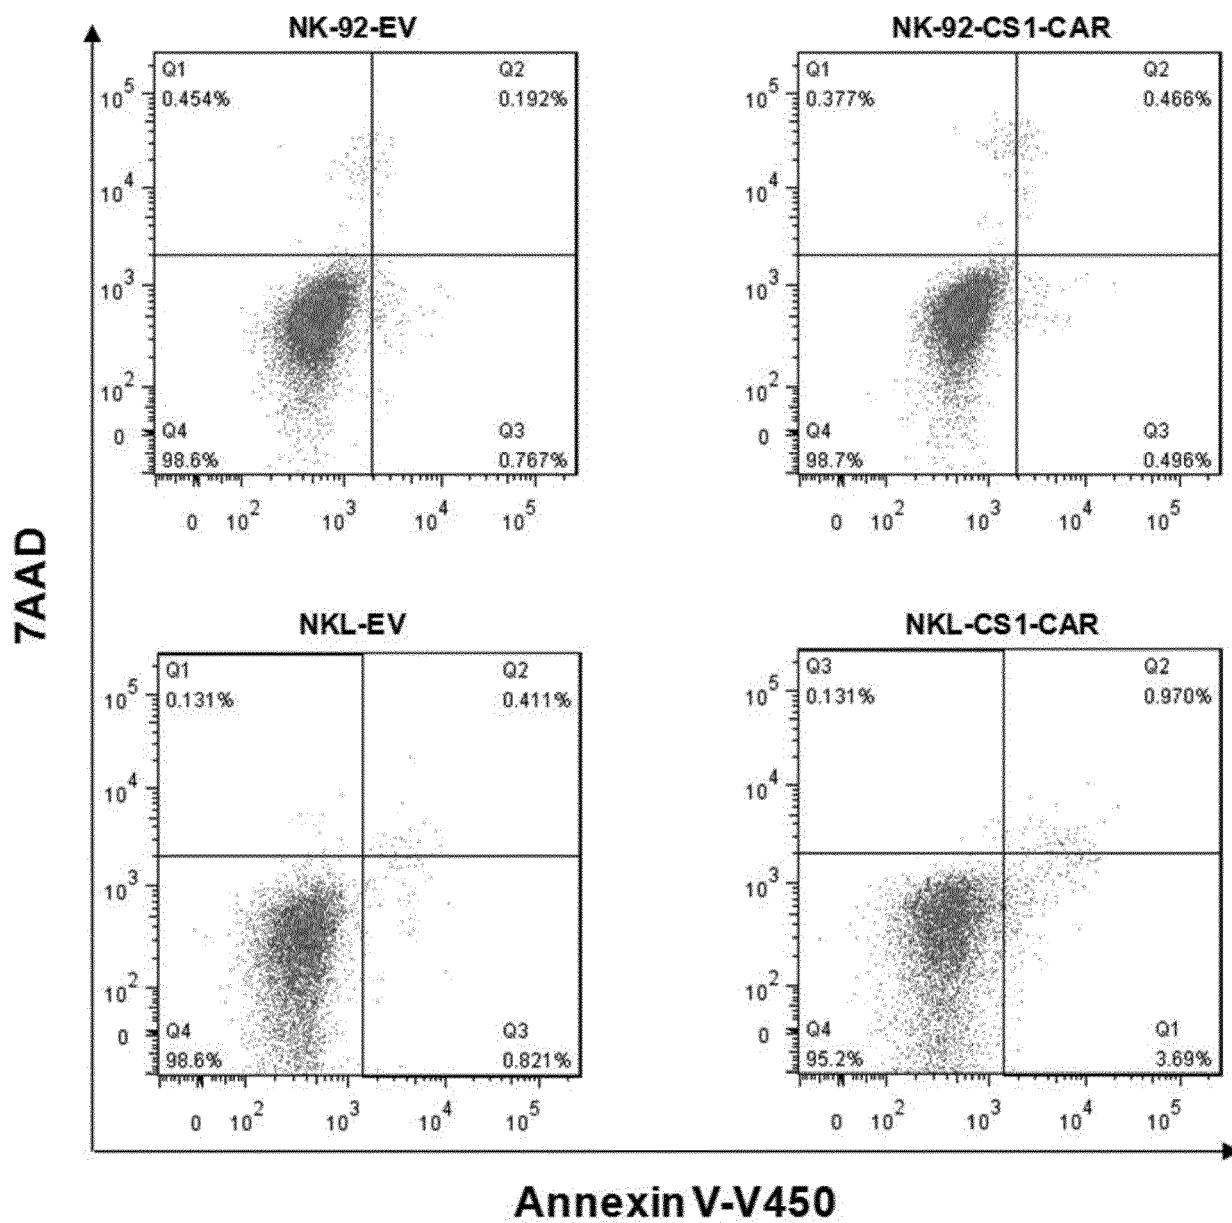 NK-92-EV
NK-92-CS1-CAR
Q1
0.454%
Q2
0.192%
Q4
98.6%
Q3
0.767%
10^5
10^4
10^3
10^2
0
0 10^2 10^3 10^4 10^5
Q1
0.377%
Q2
0.466%
Q4
98.7%
Q3
0.496%
10^5
10^4
10^3
10^2
0
0 10^2 10^3 10^4 10^5
7AAD
NKL-EV
NKL-CS1-CAR
Q1
0.131%
Q2
0.411%
Q4
98.6%
Q3
0.821%
10^5
10^4
10^3
10^2
0
0 10^2 10^3 10^4 10^5
Q3
0.131%
Q2
0.970%
Q4
95.2%
Q1
3.69%
10^5
10^4
10^3
10^2
0
0 10^2 10^3 10^4 10^5
Annexin V-V450